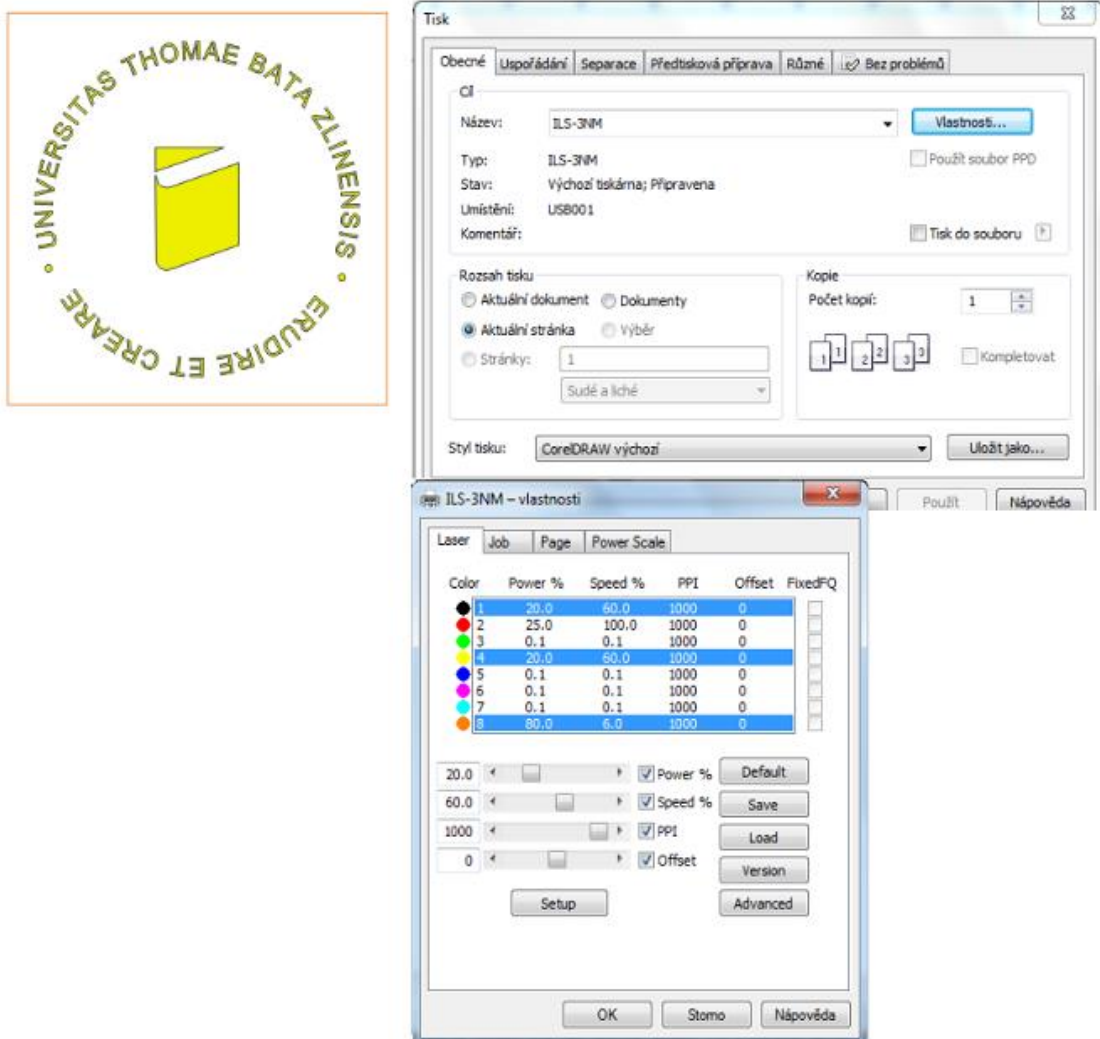 UNIVERSITAS THOMAE BATA ZLINENSIS • ERUDIRE ET CREARE •
Tisk
Obecné Uspořádání Separace Předtisková příprava Různé Bez problémů
Cíl
Název: ILS-3NM Vlastnosti...
Typ: ILS-3NM Použít soubor PPD
Stav: Výchozí tiskárna; Připravena
Umístění: USB001
Komentář: Tisk do souboru
Rozsah tisku Kopie
Aktuální dokument Dokumenty Počet kopií: 1
Aktuální stránka Výběr
1 1 2 2 3 3
Stránky: 1 Kompletovat
Sudé a liché
Styl tisku: CorelDRAW výchozí Uložit jako...
Použít Nápověda
ILS-3NM – vlastnosti
Laser Job Page Power Scale
Color Power % Speed % PPI Offset FixedFQ
1 20.0 60.0 1000 0
2 25.0 100.0 1000 0
3 0.1 0.1 1000 0
4 20.0 60.0 1000 0
5 0.1 0.1 1000 0
6 0.1 0.1 1000 0
7 0.1 0.1 1000 0
8 80.0 6.0 1000 0
20.0 Power % Default
60.0 Speed % Save
1000 PPI Load
0 Offset Version
Setup Advanced
OK Storno Nápověda